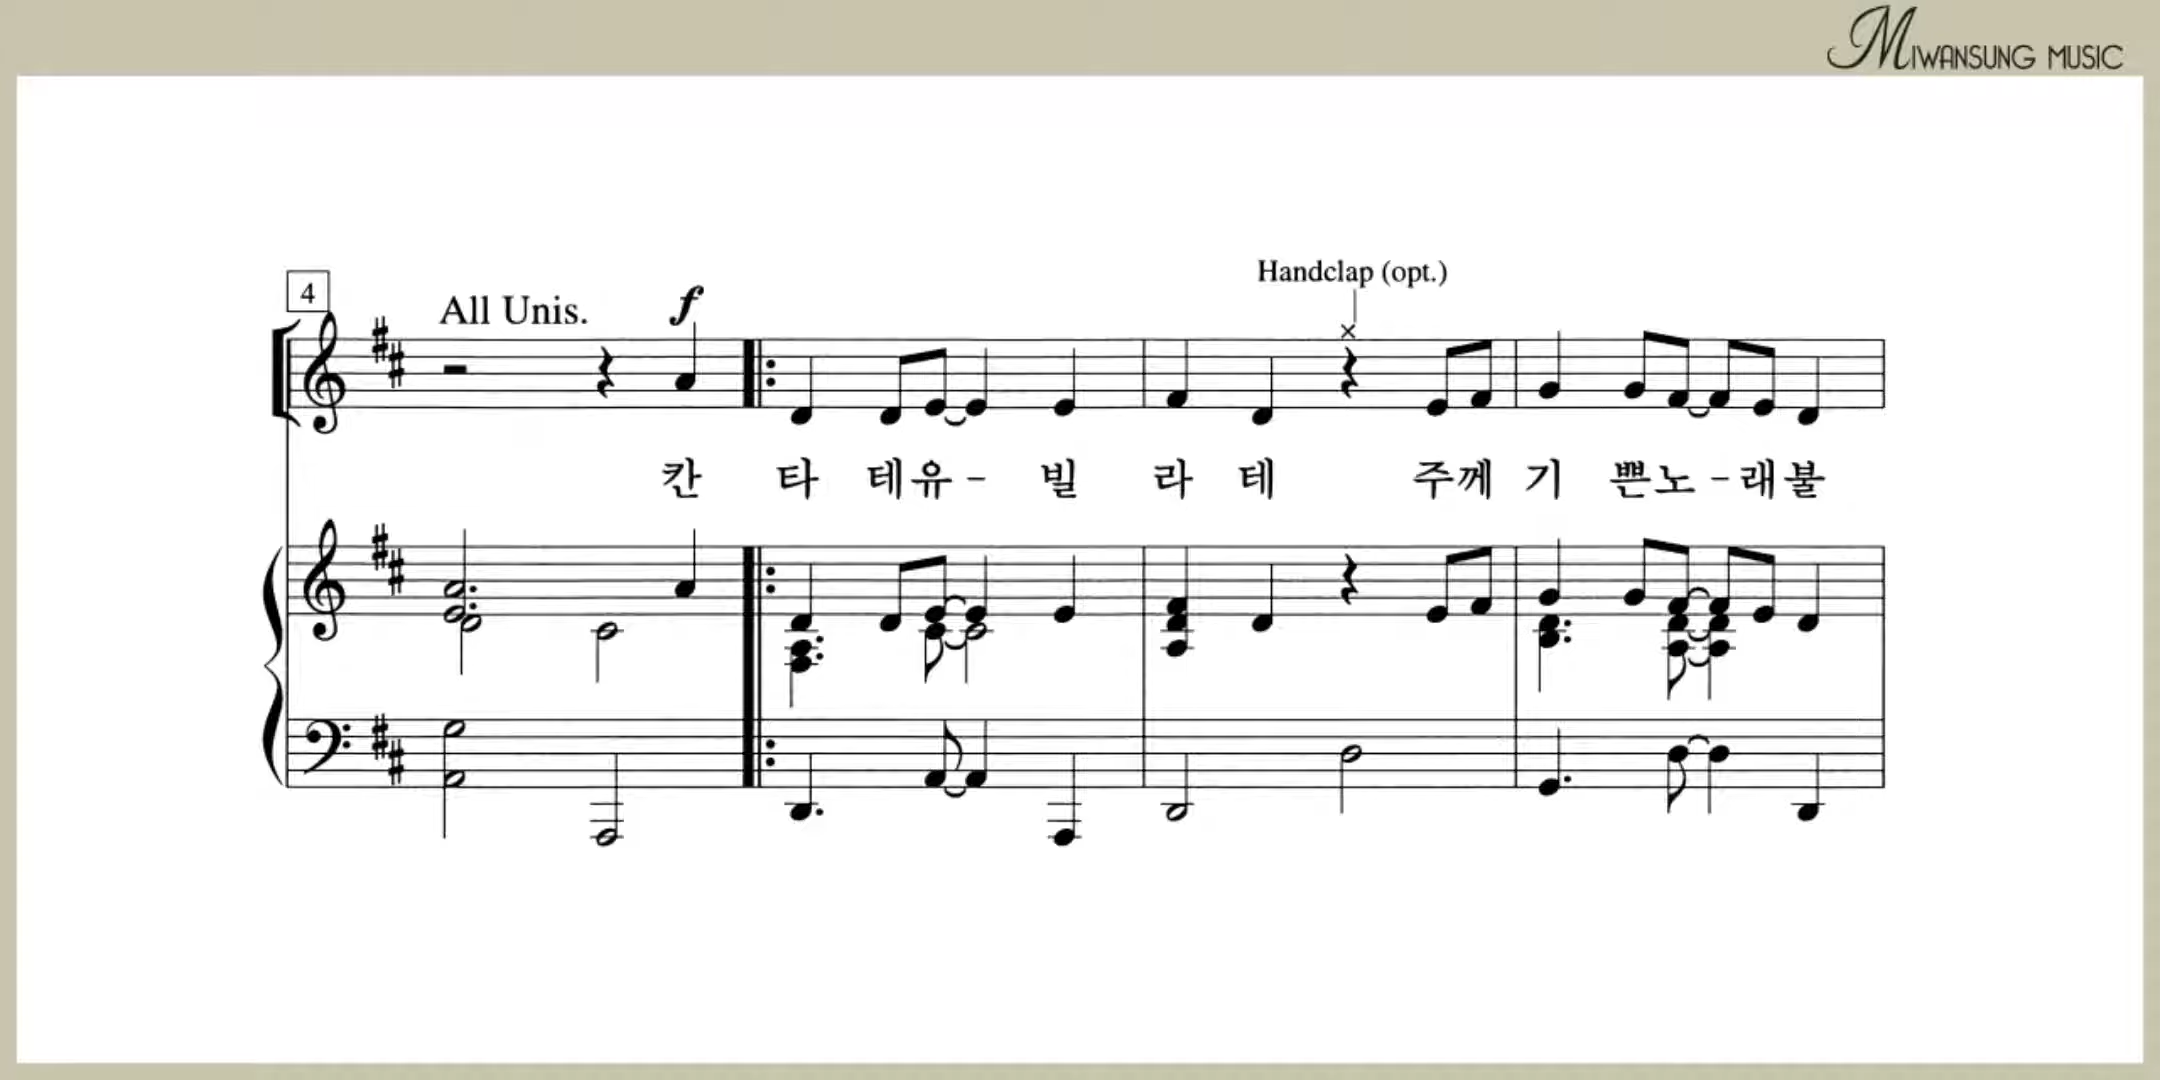 MIWANSUNG MUSIC
Handclap (opt.)
4
All Unis.
f
칸 타 테유- 빌 라 테 주께 기 쁜노-래불